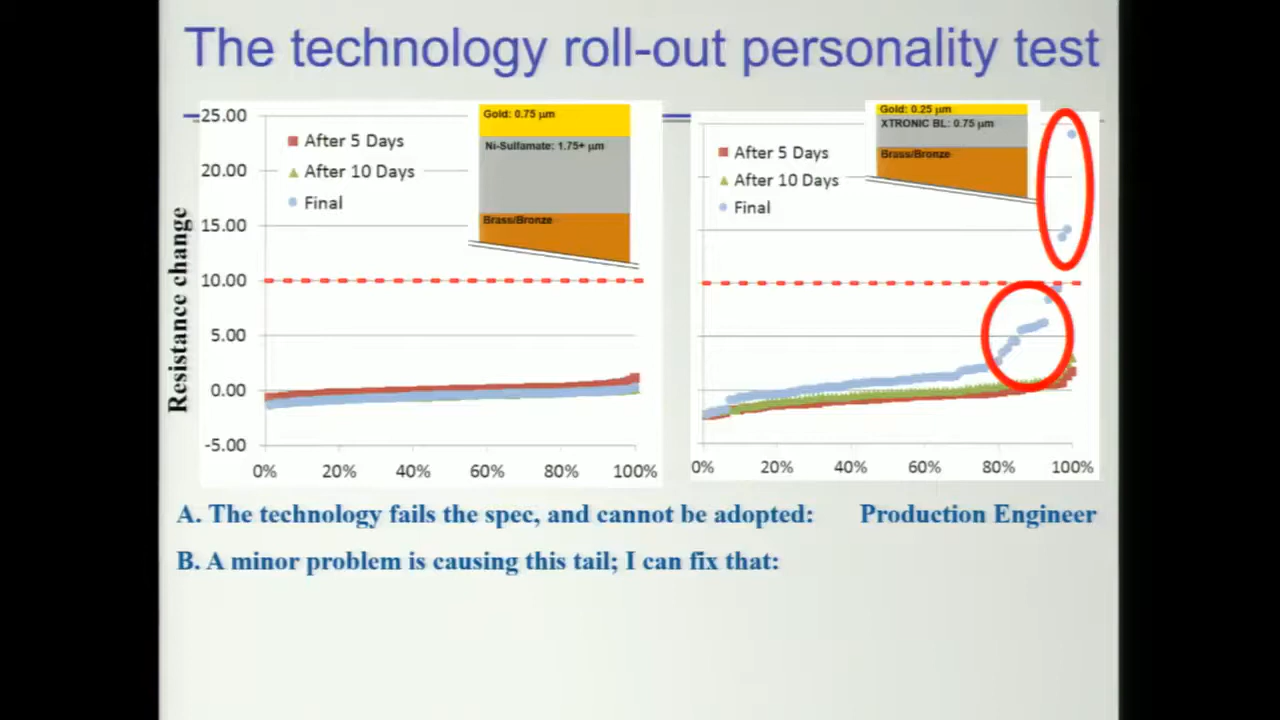 The technology roll-out personality test
25.00
20.00
15.00
10.00
5.00
0.00
-5.00
Resistance change
After 5 Days
After 10 Days
Final
Gold: 0.75 µm
Ni-Sulfamate: 1.75+ µm
Brass/Bronze
0% 20% 40% 60% 80% 100%
After 5 Days
After 10 Days
Final
Gold: 0.25 µm
XTRONIC BL: 0.75 µm
Brass/Bronze
0% 20% 40% 60% 80% 100%
A. The technology fails the spec, and cannot be adopted: Production Engineer
B. A minor problem is causing this tail; I can fix that: